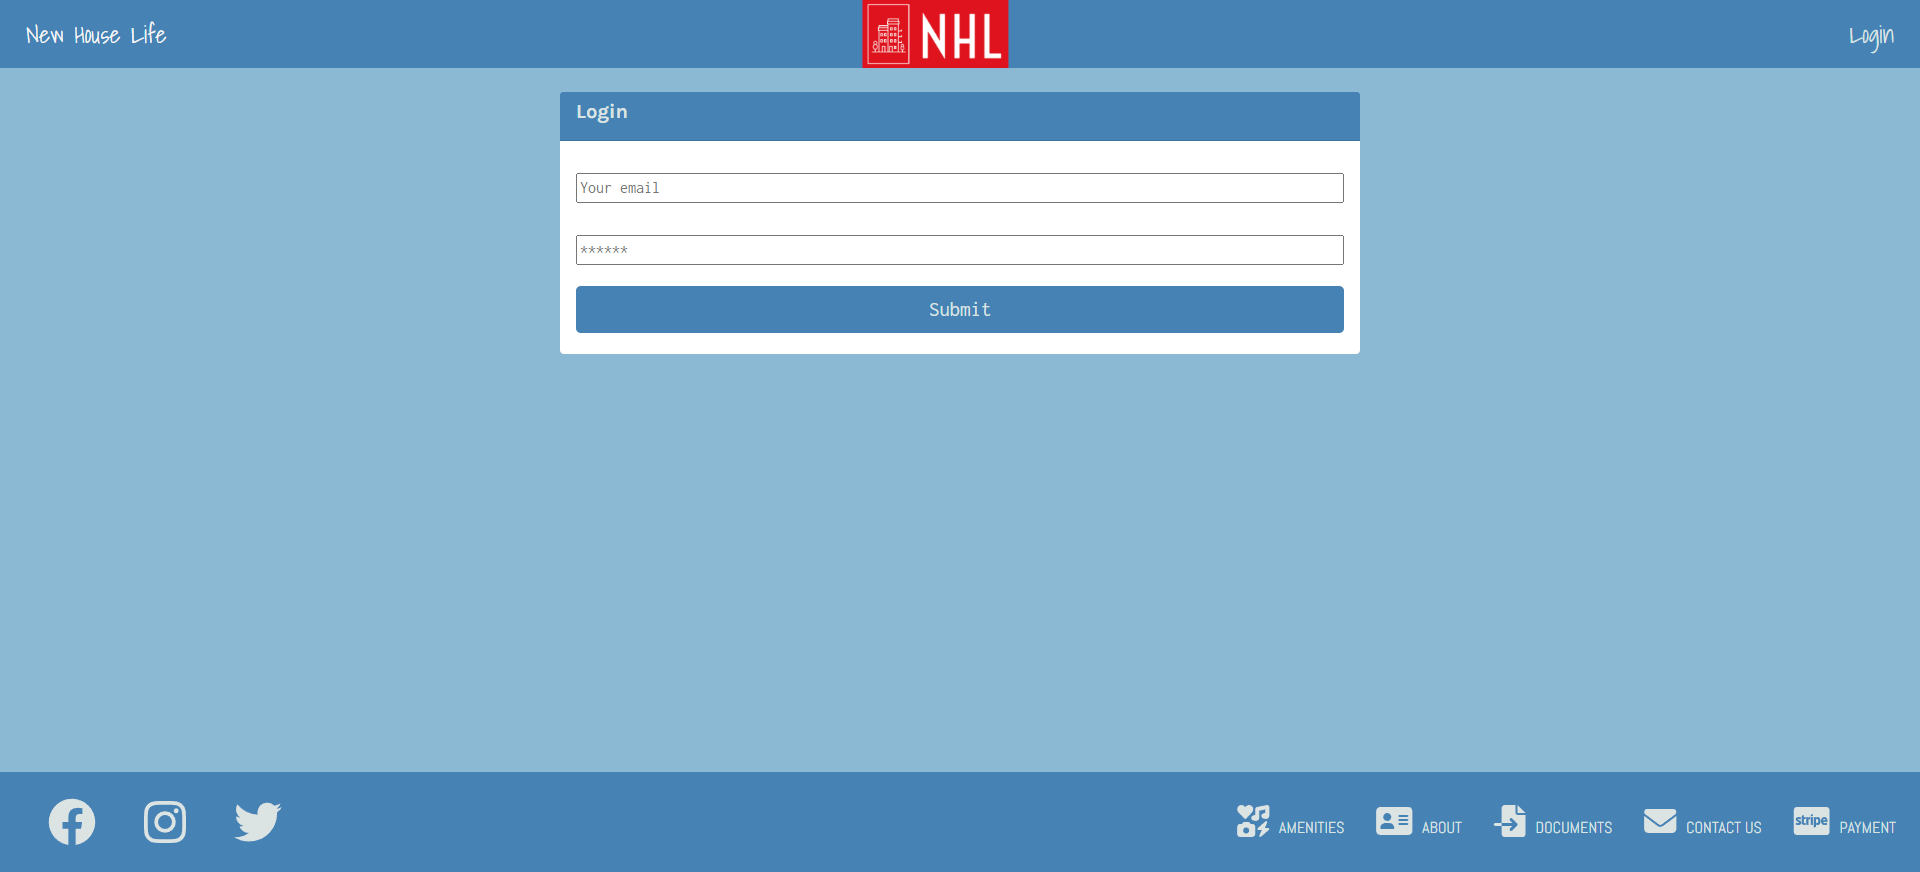 New House Life
NHL
Login
Login
Your email
******
Submit
AMENITIES
ABOUT
DOCUMENTS
CONTACT US
stripe
PAYMENT